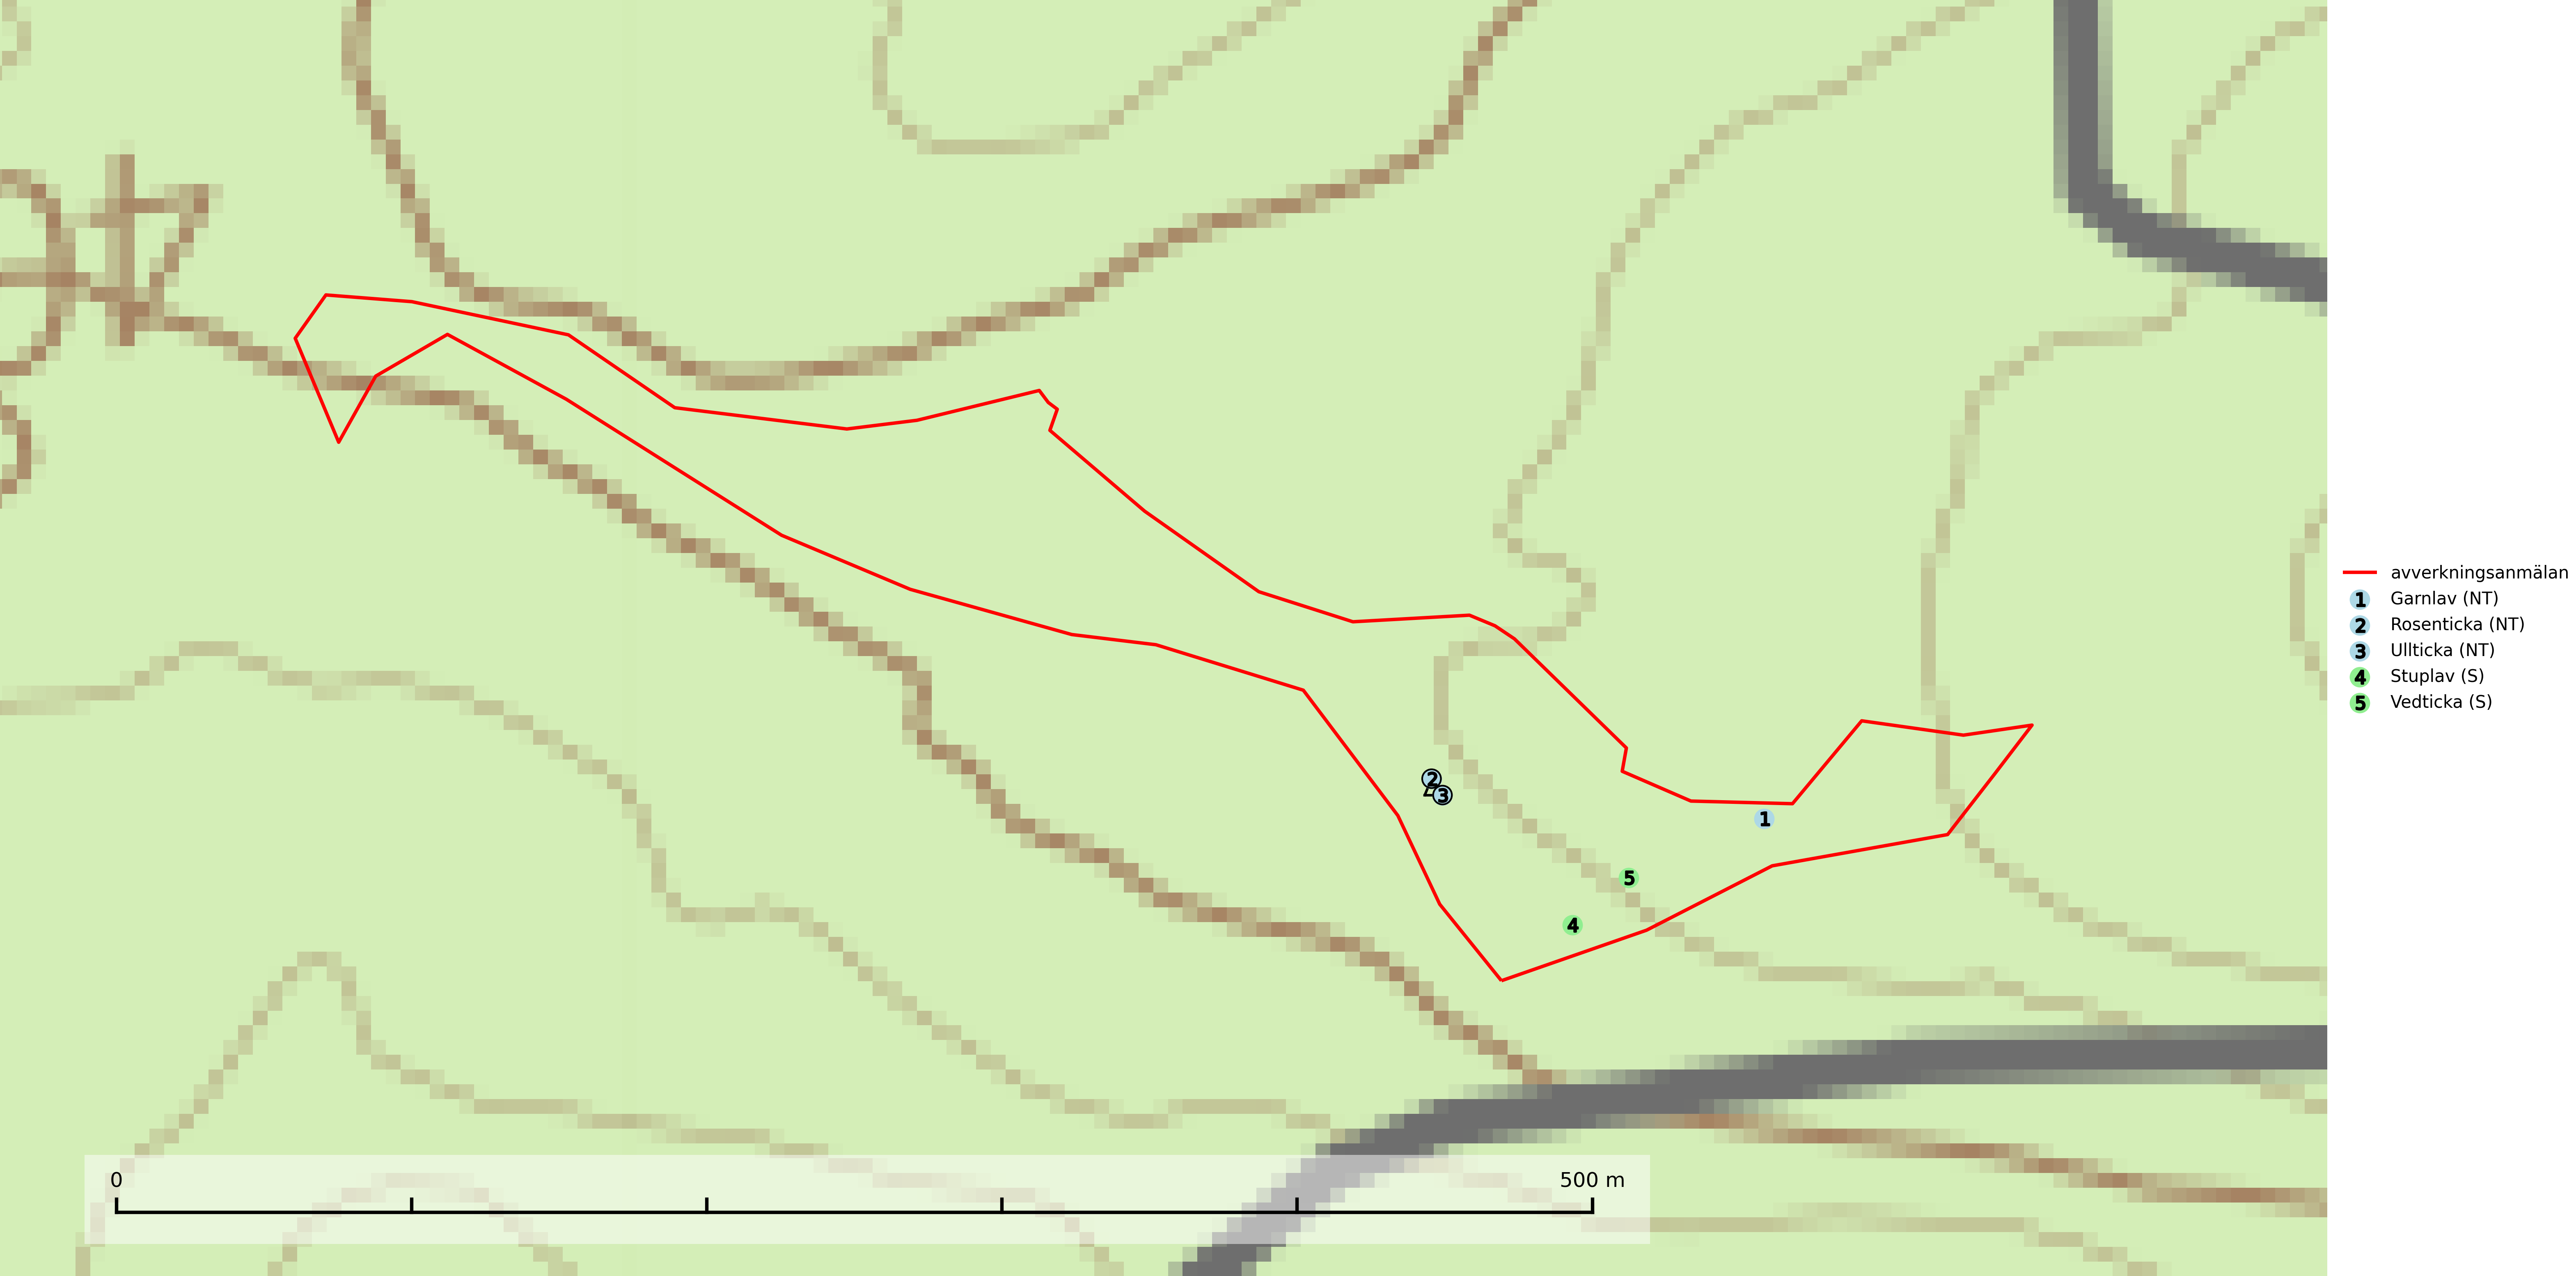 2
3
1
5
4
0
500 m
avverkningsanmälan
1 Garnlav (NT)
2 Rosenticka (NT)
3 Ullticka (NT)
4 Stuplav (S)
5 Vedticka (S)